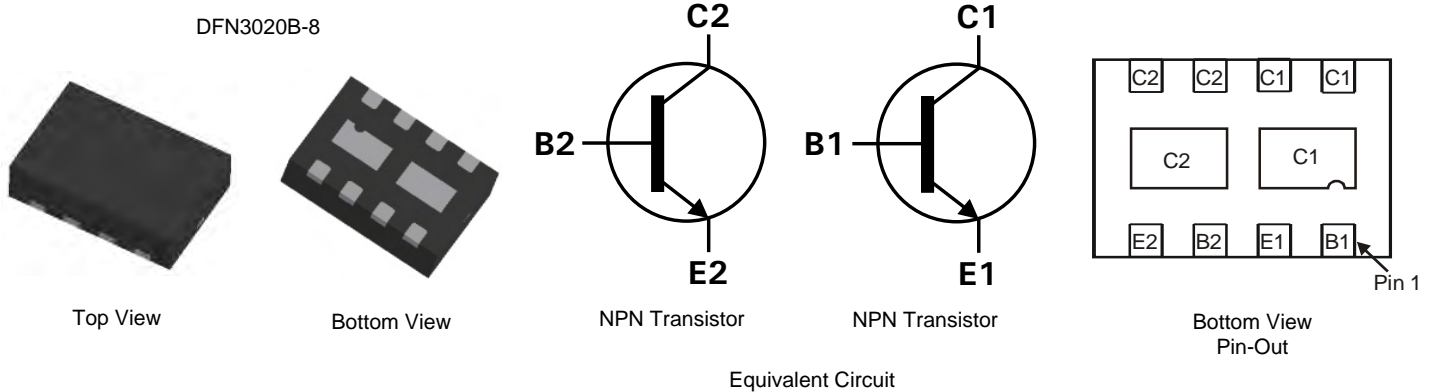 DFN3020B-8
Top View
Bottom View
C2
B2
E2
NPN Transistor
C1
B1
E1
NPN Transistor
Equivalent Circuit
C2 C2 C1 C1
C2 C1
E2 B2 E1 B1
Pin 1
Bottom View
Pin-Out